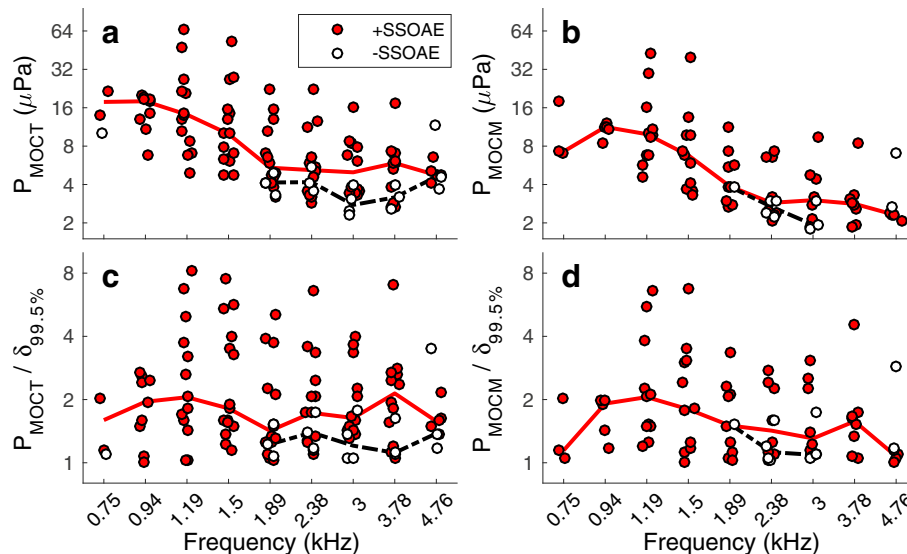 a
+SSOAE
-SSOAE
P_MOCT (μPa)
64
32
16
8
4
2
b
P_MOCM (μPa)
64
32
16
8
4
2
c
P_MOCT / δ_99.5%
8
4
2
1
0.75 0.94 1.19 1.5 1.89 2.38 3 3.78 4.76
Frequency (kHz)
d
P_MOCM / δ_99.5%
8
4
2
1
0.75 0.94 1.19 1.5 1.89 2.38 3 3.78 4.76
Frequency (kHz)